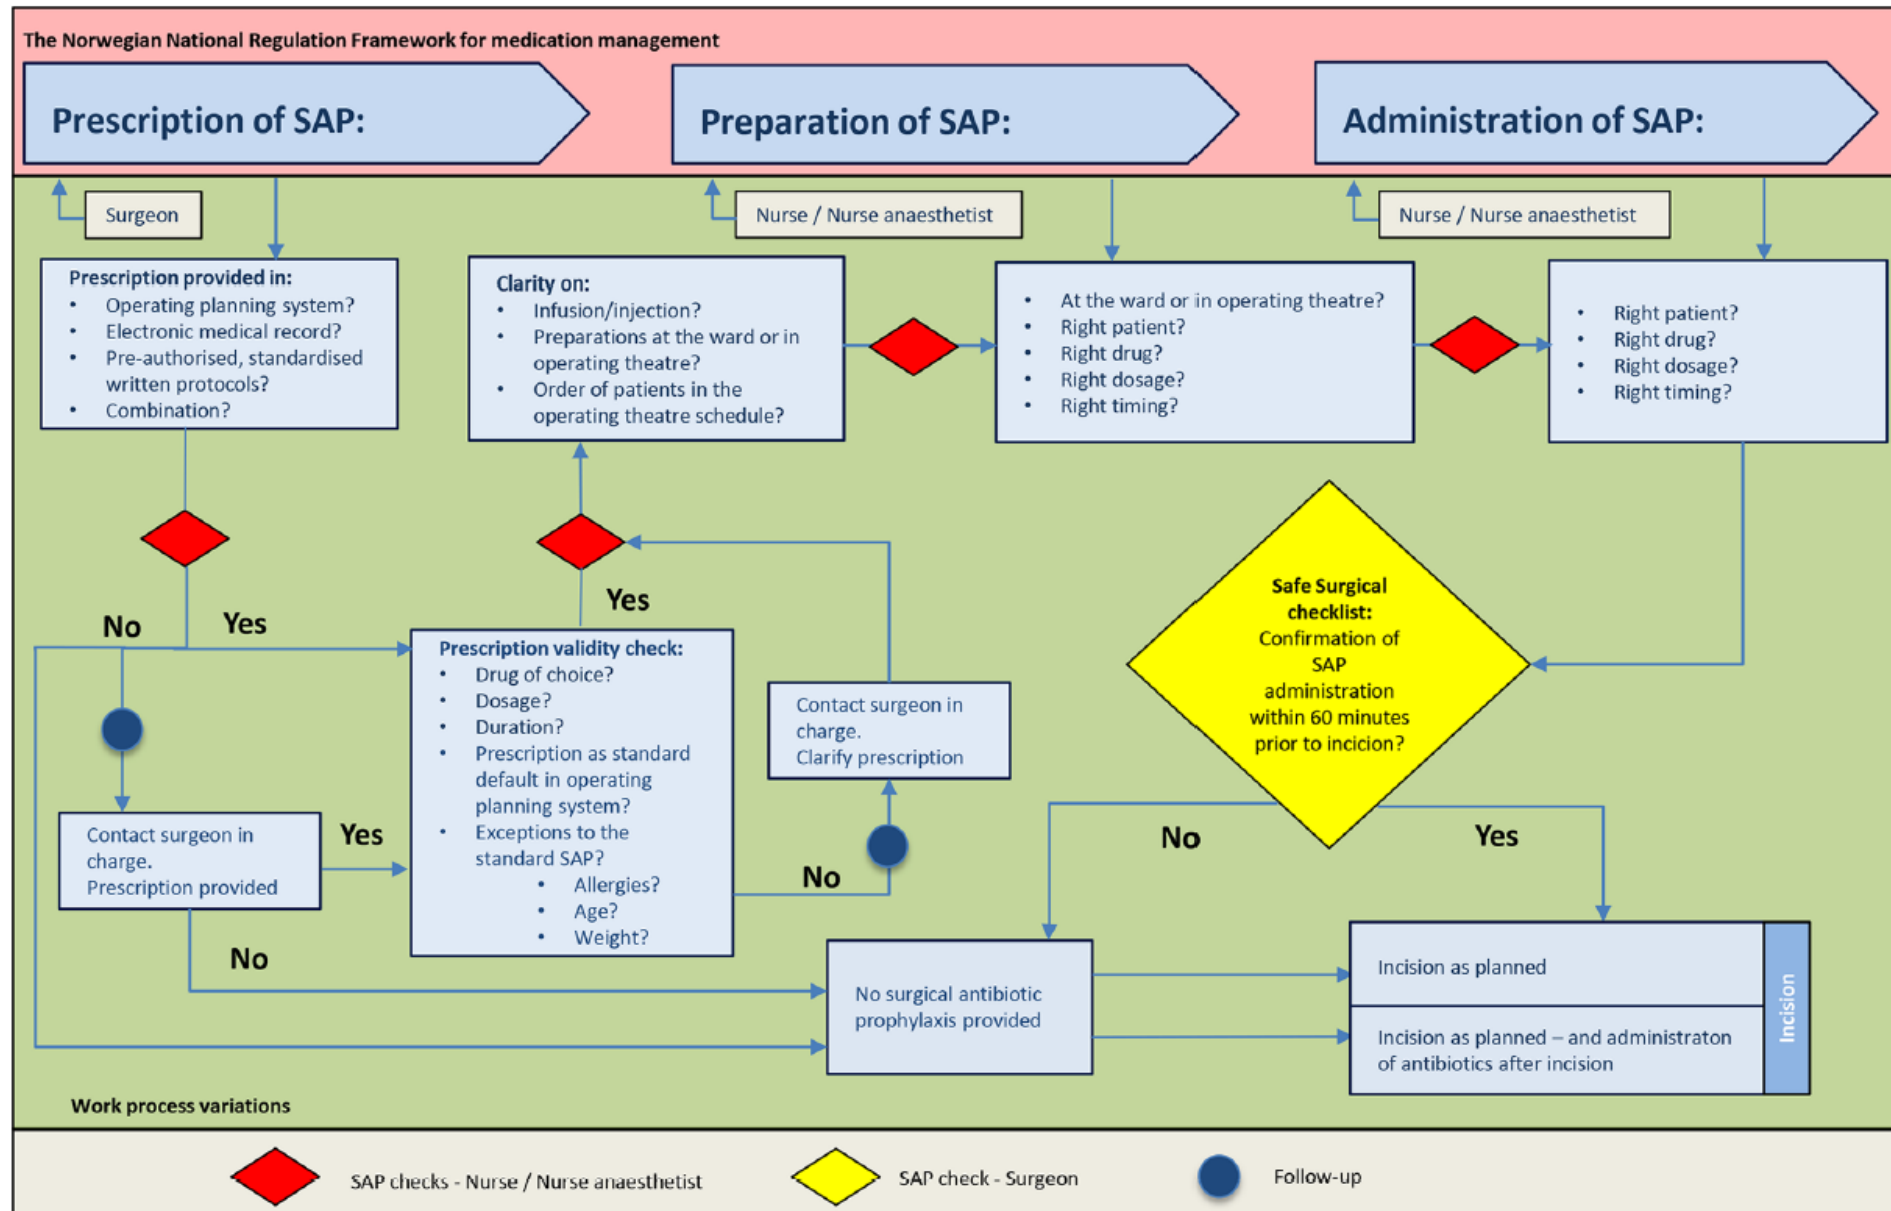 The Norwegian National Regulation Framework for medication management
Prescription of SAP:
Preparation of SAP:
Administration of SAP:
Surgeon
Nurse / Nurse anaesthetist
Nurse / Nurse anaesthetist
Prescription provided in:
• Operating planning system?
• Electronic medical record?
• Pre-authorised, standardised
written protocols?
• Combination?
Clarity on:
• Infusion/injection?
• Preparations at the ward or in
operating theatre?
• Order of patients in the
operating theatre schedule?
• At the ward or in operating theatre?
• Right patient?
• Right drug?
• Right dosage?
• Right timing?
• Right patient?
• Right drug?
• Right dosage?
• Right timing?
No
Yes
Yes
Prescription validity check:
• Drug of choice?
• Dosage?
• Duration?
• Prescription as standard
default in operating
planning system?
• Exceptions to the
standard SAP?
• Allergies?
• Age?
• Weight?
Contact surgeon in
charge.
Clarify prescription
Safe Surgical
checklist:
Confirmation of
SAP
administration
within 60 minutes
prior to incicion?
Contact surgeon in
charge.
Prescription provided
Yes
No
No
No
Yes
No surgical antibiotic
prophylaxis provided
Incision as planned
Incision as planned – and administraton
of antibiotics after incision
Incision
Work process variations
SAP checks - Nurse / Nurse anaesthetist
SAP check - Surgeon
Follow-up